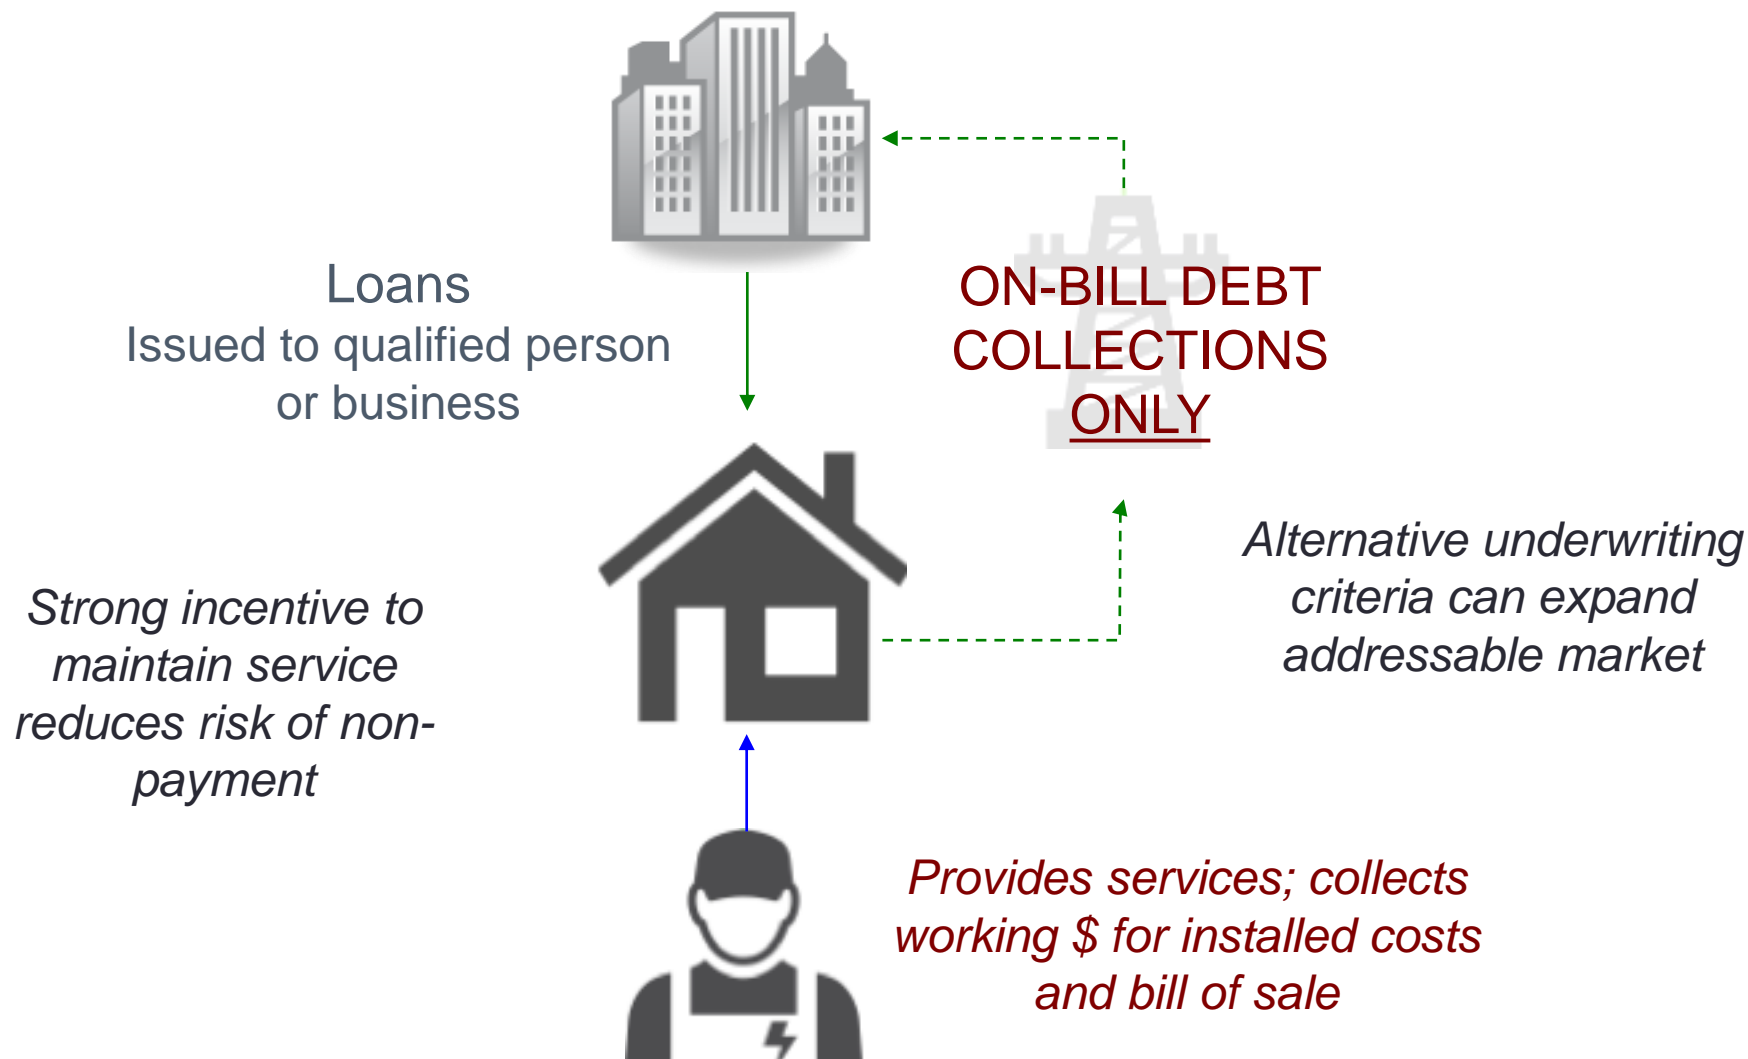 Loans
Issued to qualified person
or business
ON-BILL DEBT
COLLECTIONS
ONLY
Strong incentive to
maintain service
reduces risk of non-
payment
Alternative underwriting
criteria can expand
addressable market
Provides services; collects
working $ for installed costs
and bill of sale